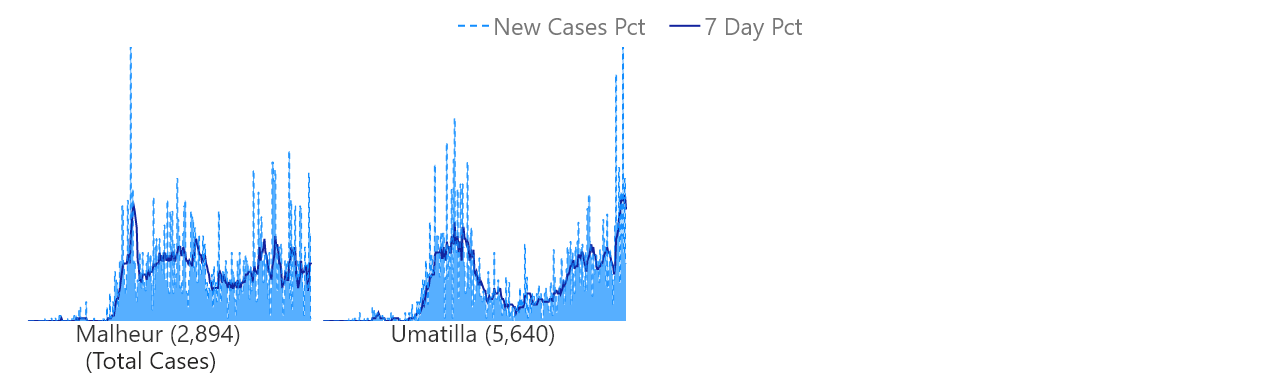 New Cases Pct 7 Day Pct
Malheur (2,894) Umatilla (5,640)
(Total Cases)